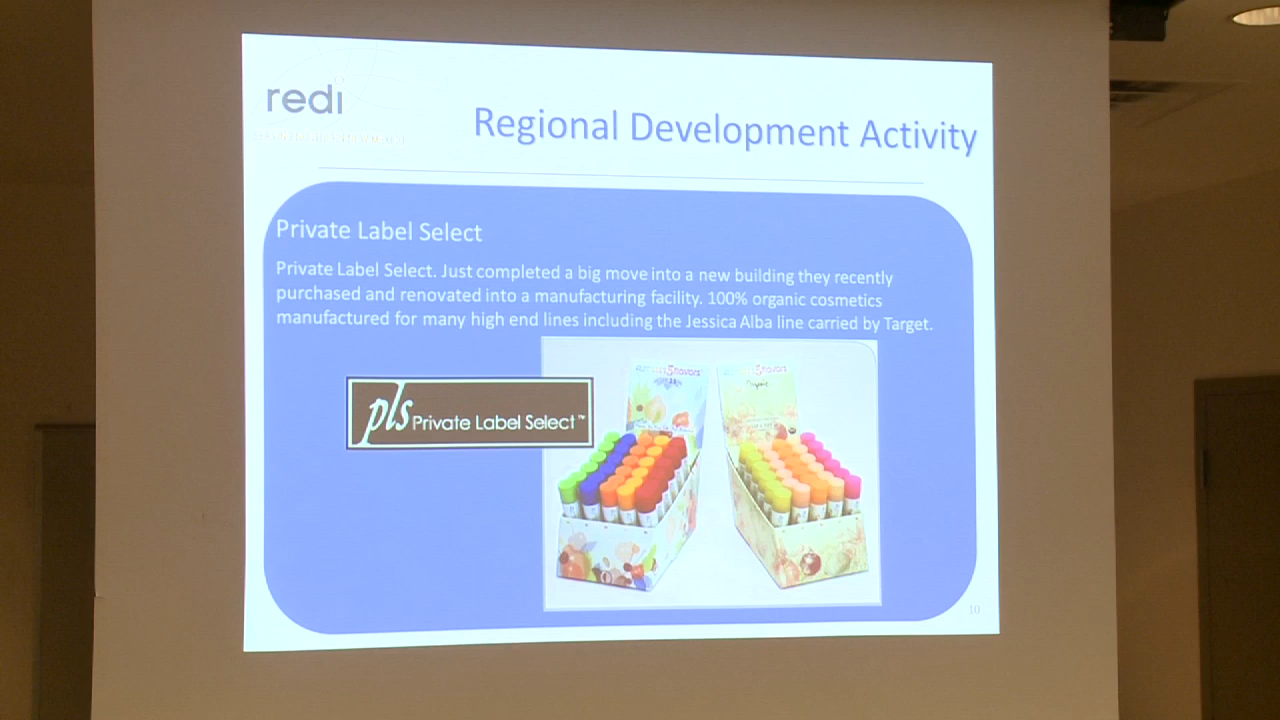 redi
Regional Development Activity
Private Label Select
Private Label Select. Just completed a big move into a new building they recently
purchased and renovated into a manufacturing facility. 100% organic cosmetics
manufactured for many high end lines including the Jessica Alba line carried by Target.
pls Private Label Select™
10